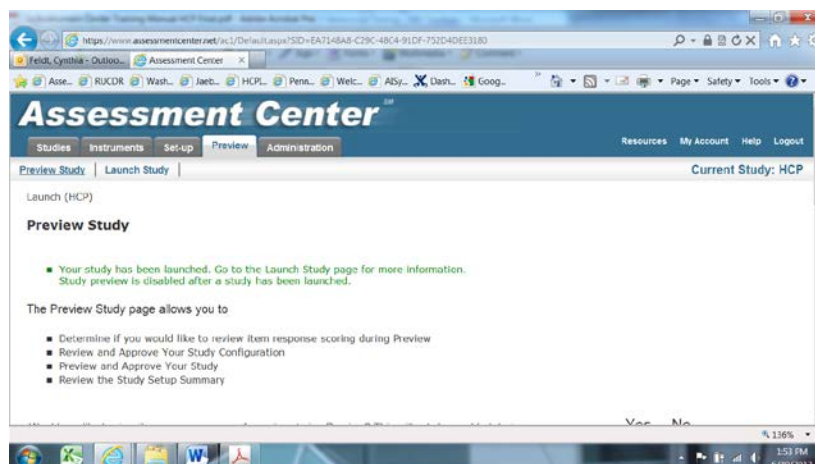 https://www.assessmentcenter.net/ac1/Default.aspx?SID=EA7148A8-C29C-48C4-91DF-752D4DEE3180
Feldt, Cynthia - Outloo...
Assessment Center
Asse... RUCDR Wash... Jaeb... HCPL... Penn... Welc... ASy... Dash... Goog...
Page Safety Tools
Assessment Center
Studies Instruments Set-up Preview Administration
Resources My Account Help Logout
Preview Study Launch Study
Current Study: HCP
Launch (HCP)
Preview Study
Your study has been launched. Go to the Launch Study page for more information.
Study preview is disabled after a study has been launched.
The Preview Study page allows you to
Determine if you would like to review item response scoring during Preview
Review and Approve Your Study Configuration
Preview and Approve Your Study
Review the Study Setup Summary
Yes No
136%
1:53 PM